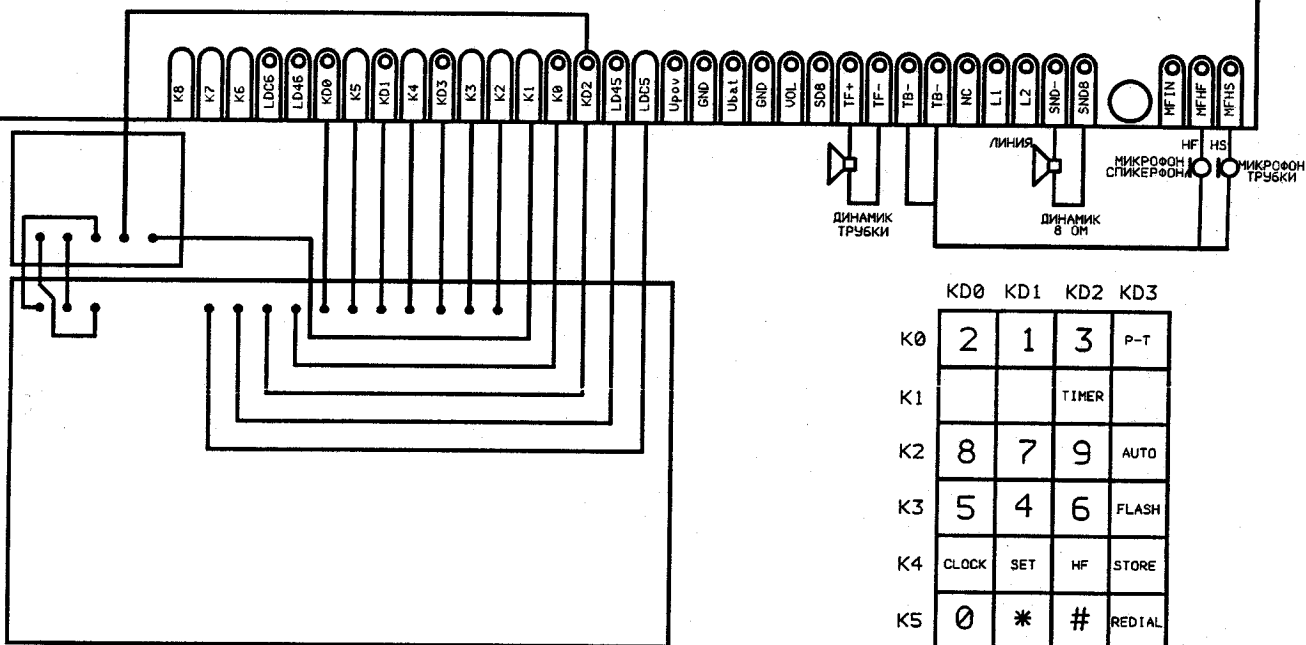 K8 K7 K6 LDC6 LD46 KD0 K5 KD1 K4 KD3 K3 K2 K1 K0 KD2 LD45 LDC5 Upov GND Ubat GND VOL SD8 TF+ TF- TB- TB- NC L1 L2 SND- SND8 MFIN MFHF MFHS
ЛИНИЯ
HF HS
МИКРОФОН
СПИКЕРФОНА
МИКРОФОН
ТРУБКИ
ДИНАМИК
ТРУБКИ
ДИНАМИК
8 ОМ
KD0 KD1 KD2 KD3
K0 2 1 3 P-T
K1 TIMER
K2 8 7 9 AUTO
K3 5 4 6 FLASH
K4 CLOCK SET HF STORE
K5 0 * # REDIAL